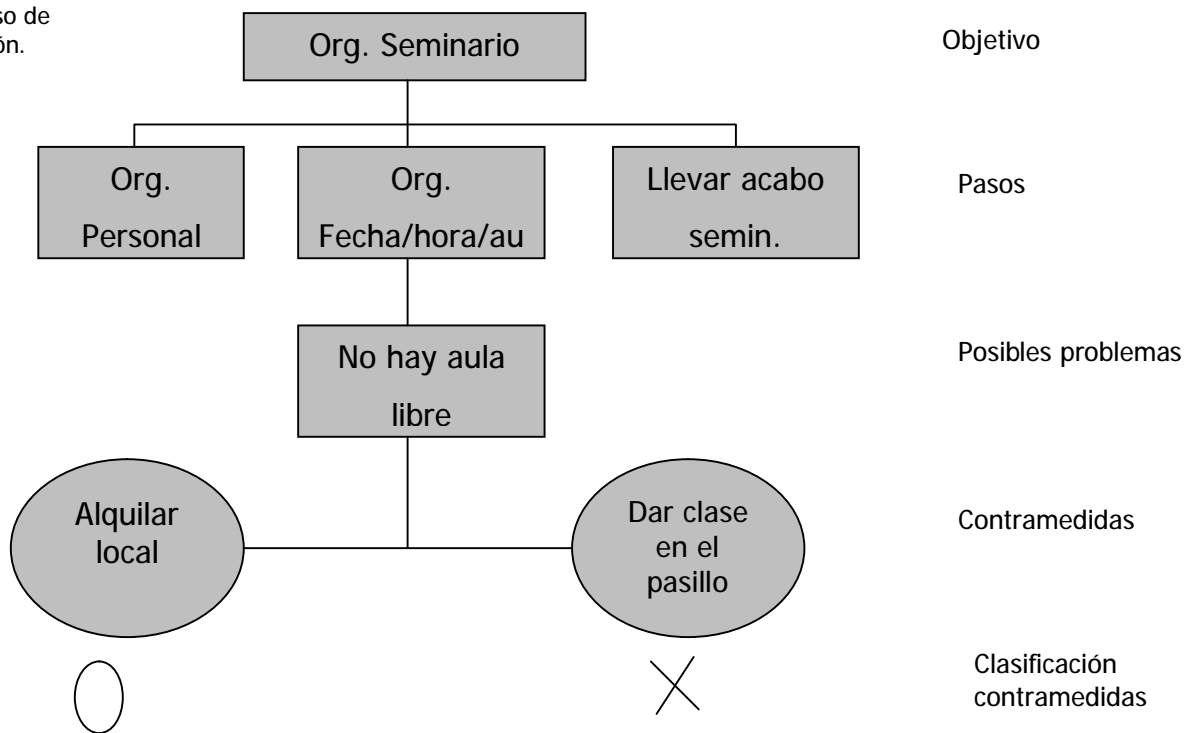 so de
ón.
Org. Seminario
Objetivo
Org.
Personal
Org.
Fecha/hora/au
Llevar acabo
semin.
Pasos
No hay aula
libre
Posibles problemas
Alquilar
local
Dar clase
en el
pasillo
Contramedidas
Clasificación
contramedidas